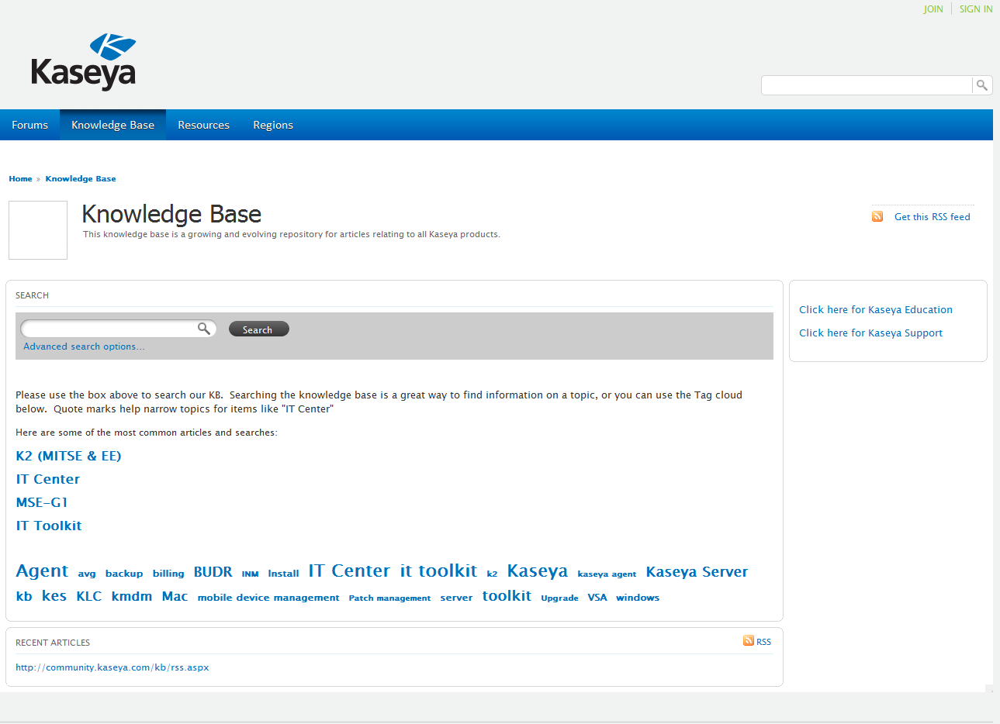 JOIN SIGN IN
Kaseya
Forums Knowledge Base Resources Regions
Home » Knowledge Base
Knowledge Base
This knowledge base is a growing and evolving repository for articles relating to all Kaseya products.
Get this RSS feed
SEARCH
Search
Advanced search options...
Click here for Kaseya Education
Click here for Kaseya Support
Please use the box above to search our KB.  Searching the knowledge base is a great way to find information on a topic, or you can use the Tag cloud
below.  Quote marks help narrow topics for items like "IT Center"
Here are some of the most common articles and searches:
K2 (MITSE & EE)
IT Center
MSE-G1
IT Toolkit
Agent avg backup billing BUDR INM Install IT Center it toolkit k2 Kaseya kaseya agent Kaseya Server
kb kes KLC kmdm Mac mobile device management Patch management server toolkit Upgrade VSA windows
RECENT ARTICLES RSS
http://community.kaseya.com/kb/rss.aspx